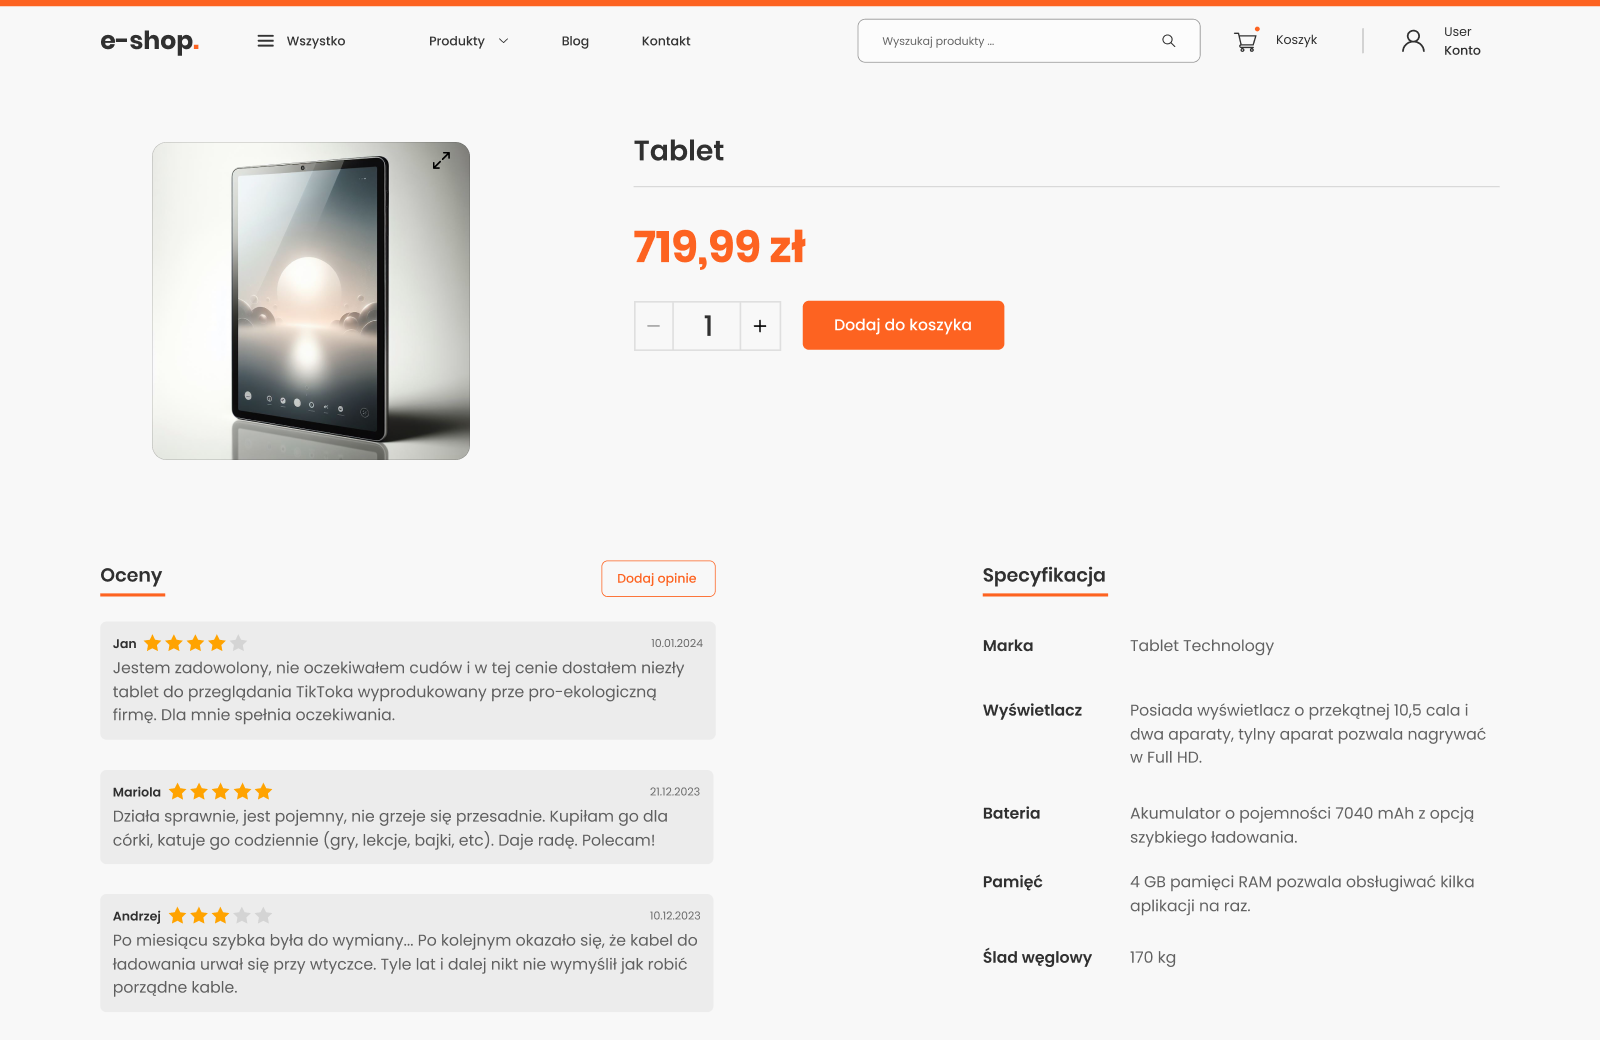 e-shop.
Wszystko
Produkty
Blog
Kontakt
Wyszukaj produkty ...
Koszyk
User
Konto
Tablet
719,99 zł
1
Dodaj do koszyka
Oceny
Dodaj opinie
Jan
10.01.2024
Jestem zadowolony, nie oczekiwałem cudów i w tej cenie dostałem niezły
tablet do przeglądania TikToka wyprodukowany prze pro-ekologiczną
firmę. Dla mnie spełnia oczekiwania.
Mariola
21.12.2023
Działa sprawnie, jest pojemny, nie grzeje się przesadnie. Kupiłam go dla
córki, katuje go codziennie (gry, lekcje, bajki, etc). Daje radę. Polecam!
Andrzej
10.12.2023
Po miesiącu szybka była do wymiany... Po kolejnym okazało się, że kabel do
ładowania urwał się przy wtyczce. Tyle lat i dalej nikt nie wymyślił jak robić
porządne kable.
Specyfikacja
Marka
Tablet Technology
Wyświetlacz
Posiada wyświetlacz o przekątnej 10,5 cala i
dwa aparaty, tylny aparat pozwala nagrywać
w Full HD.
Bateria
Akumulator o pojemności 7040 mAh z opcją
szybkiego ładowania.
Pamięć
4 GB pamięci RAM pozwala obsługiwać kilka
aplikacji na raz.
Ślad węglowy
170 kg